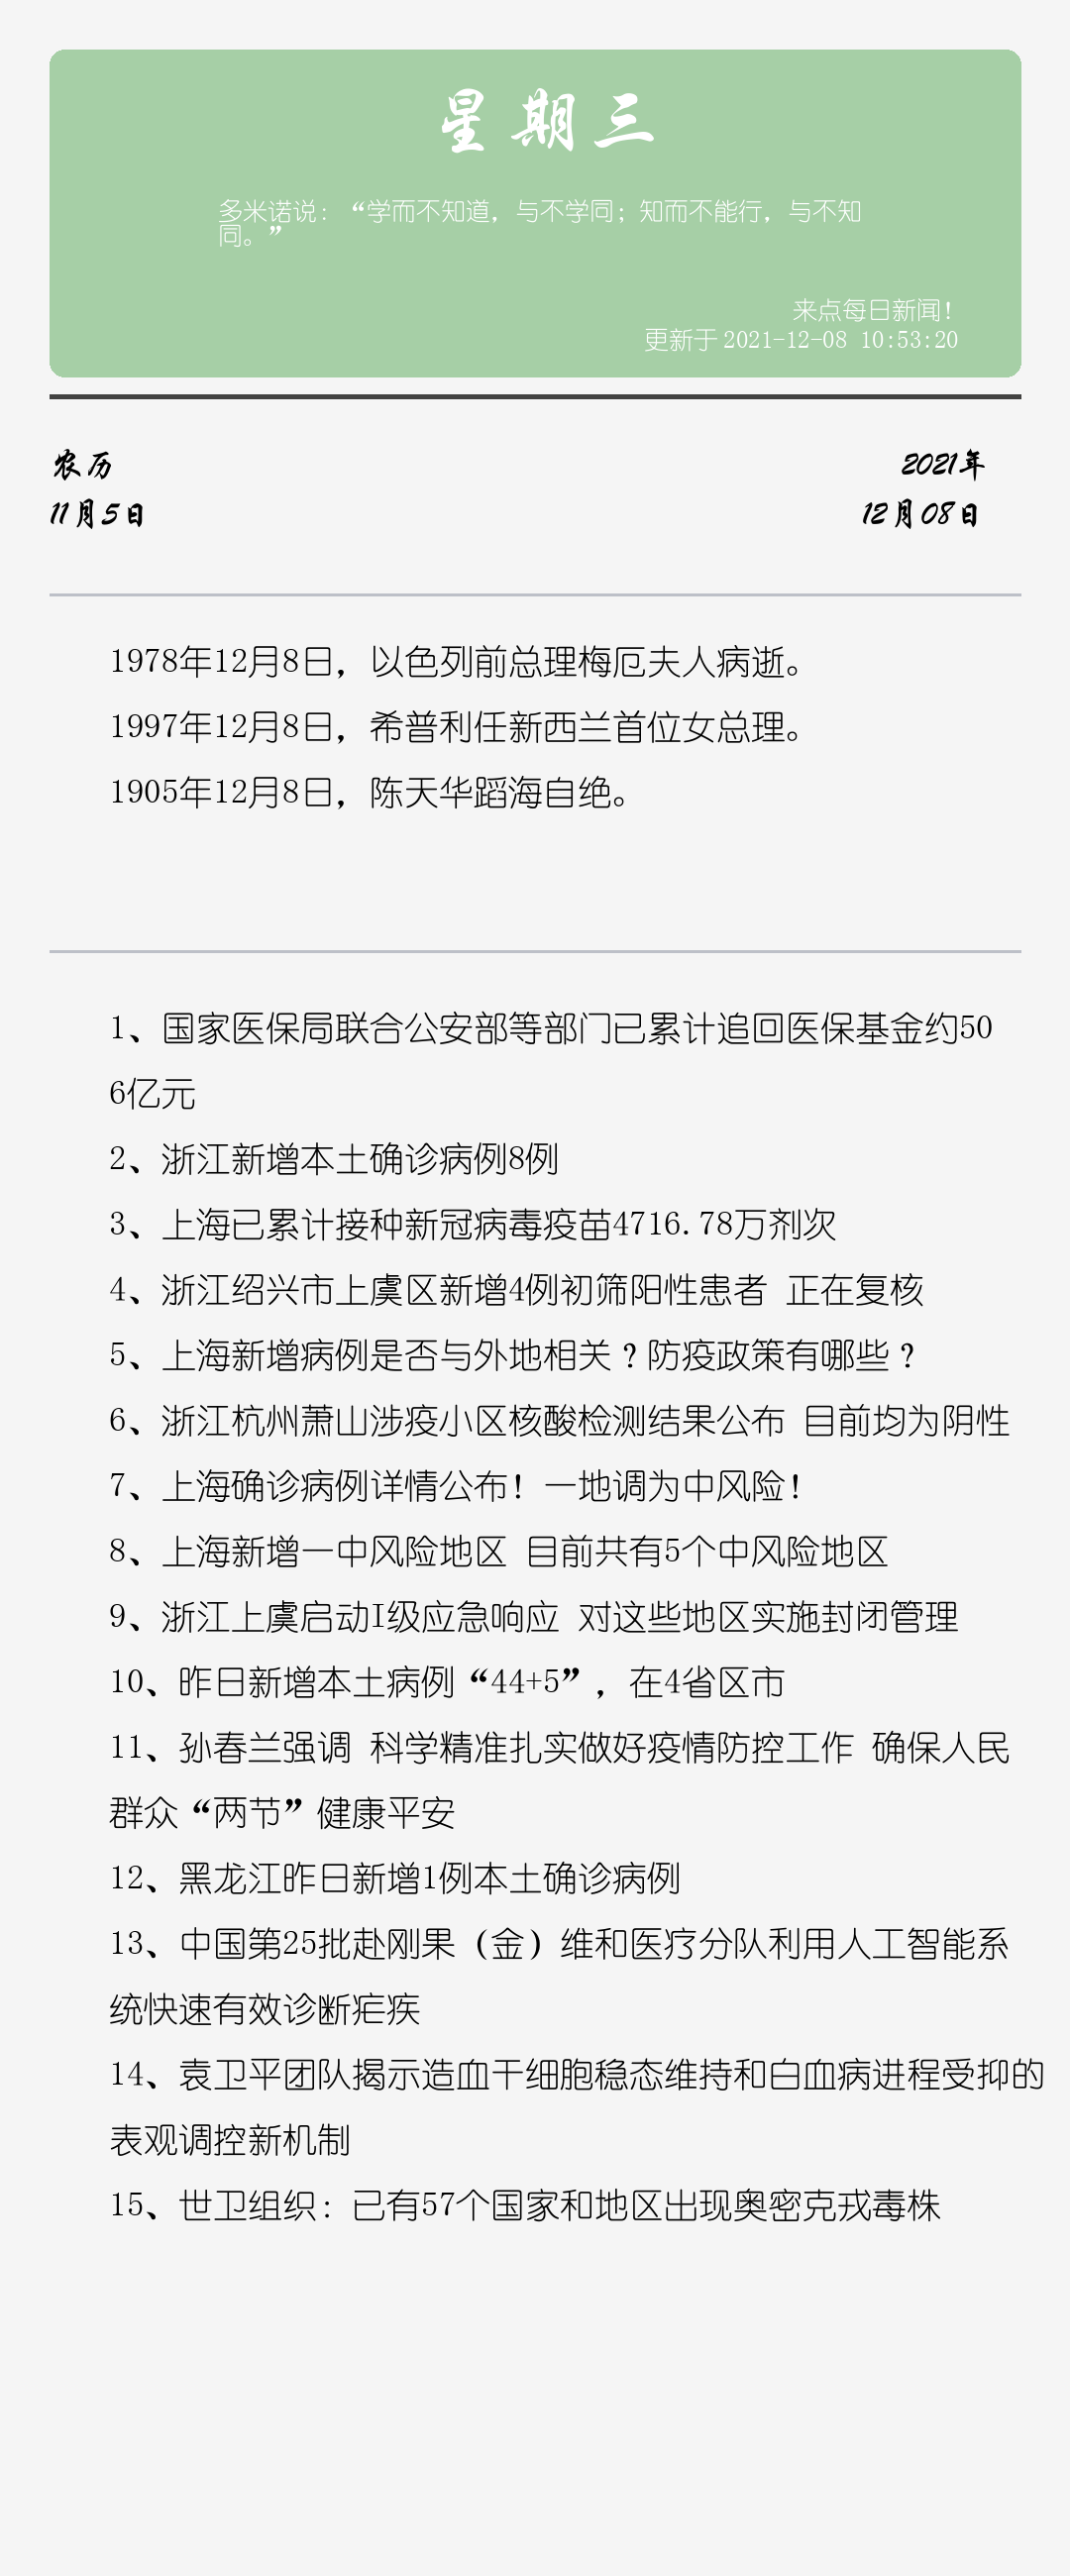 星期三
多米诺说：“学而不知道，与不学同；知而不能行，与不知
同。”
来点每日新闻！
更新于2021-12-08 10:53:20
农历
2021年
11月5日
12月08日
1978年12月8日，以色列前总理梅厄夫人病逝。
1997年12月8日，希普利任新西兰首位女总理。
1905年12月8日，陈天华蹈海自绝。
1、国家医保局联合公安部等部门已累计追回医保基金约50
6亿元
2、浙江新增本土确诊病例8例
3、上海已累计接种新冠病毒疫苗4716.78万剂次
4、浙江绍兴市上虞区新增4例初筛阳性患者 正在复核
5、上海新增病例是否与外地相关？防疫政策有哪些？
6、浙江杭州萧山涉疫小区核酸检测结果公布 目前均为阴性
7、上海确诊病例详情公布！一地调为中风险！
8、上海新增一中风险地区 目前共有5个中风险地区
9、浙江上虞启动I级应急响应 对这些地区实施封闭管理
10、昨日新增本土病例“44+5”，在4省区市
11、孙春兰强调 科学精准扎实做好疫情防控工作 确保人民
群众“两节”健康平安
12、黑龙江昨日新增1例本土确诊病例
13、中国第25批赴刚果（金）维和医疗分队利用人工智能系
统快速有效诊断疟疾
14、袁卫平团队揭示造血干细胞稳态维持和白血病进程受抑的
表观调控新机制
15、世卫组织：已有57个国家和地区出现奥密克戎毒株